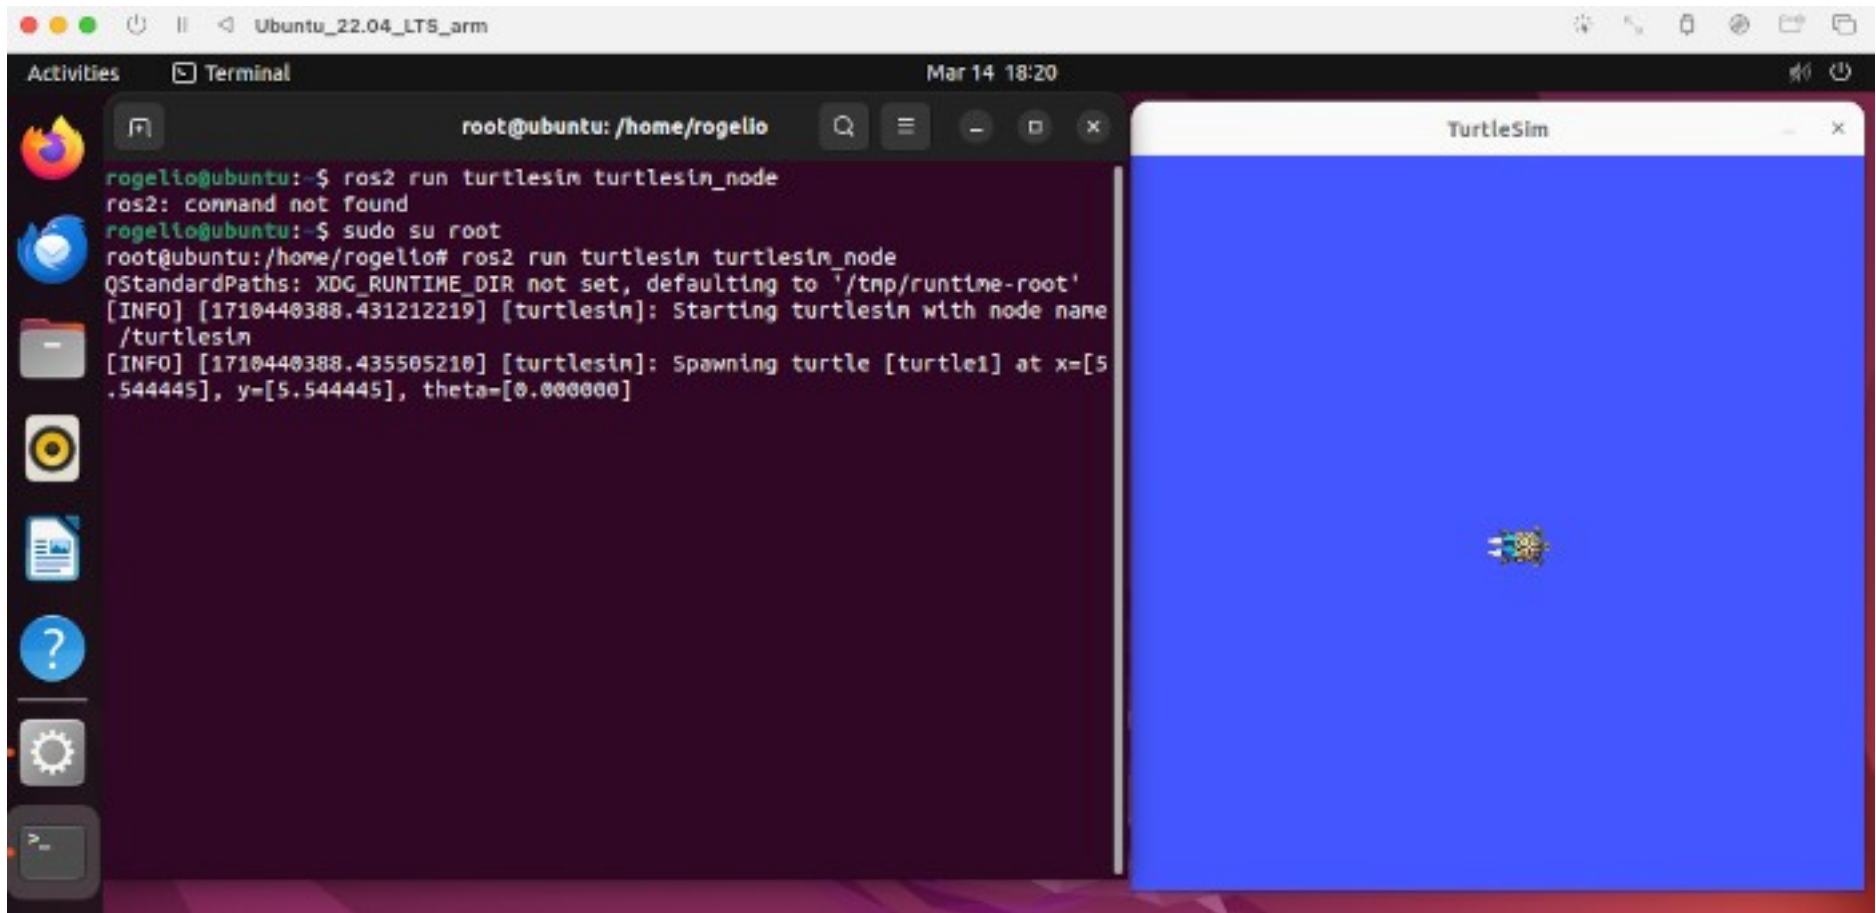 Ubuntu_22.04_LTS_arm
Activities
Terminal
Mar 14 18:20
root@ubuntu: /home/rogelio
rogelio@ubuntu:~$ ros2 run turtlesim turtlesim_node
ros2: command not found
rogelio@ubuntu:~$ sudo su root
root@ubuntu:/home/rogelio# ros2 run turtlesim turtlesim_node
QStandardPaths: XDG_RUNTIME_DIR not set, defaulting to '/tmp/runtime-root'
[INFO] [1710440388.431212219] [turtlesim]: Starting turtlesim with node name
/turtlesim
[INFO] [1710440388.435505210] [turtlesim]: Spawning turtle [turtle1] at x=[5
.544445], y=[5.544445], theta=[0.000000]
TurtleSim